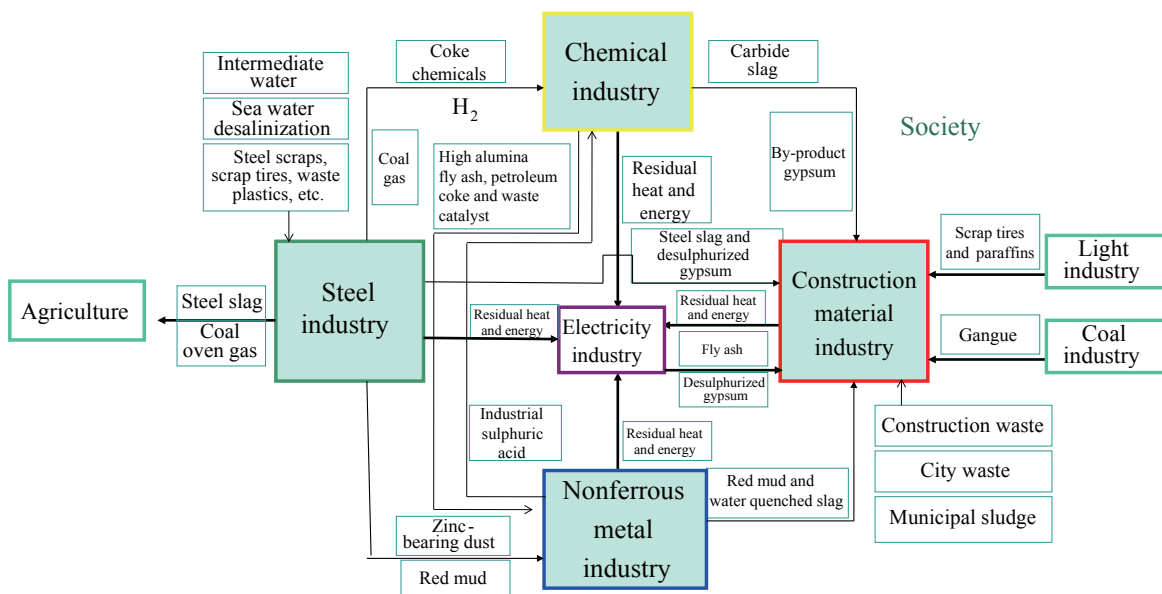 Intermediate
water
Sea water
desalinization
Steel scraps,
scrap tires, waste
plastics, etc.
Coke
chemicals
H2
Chemical
industry
Carbide
slag
Society
Coal
gas
High alumina
fly ash, petroleum
coke and waste
catalyst
Residual
heat and
energy
By-product
gypsum
Steel slag and
desulphurized
gypsum
Scrap tires
and paraffins
Light
industry
Agriculture
Steel slag
Coal
oven gas
Steel
industry
Residual heat
and energy
Electricity
industry
Residual heat
and energy
Fly ash
Desulphurized
gypsum
Construction
material
industry
Gangue
Coal
industry
Industrial
sulphuric
acid
Residual heat
and energy
Construction waste
City waste
Municipal sludge
Zinc-
bearing dust
Red mud
Nonferrous
metal
industry
Red mud and
water quenched slag